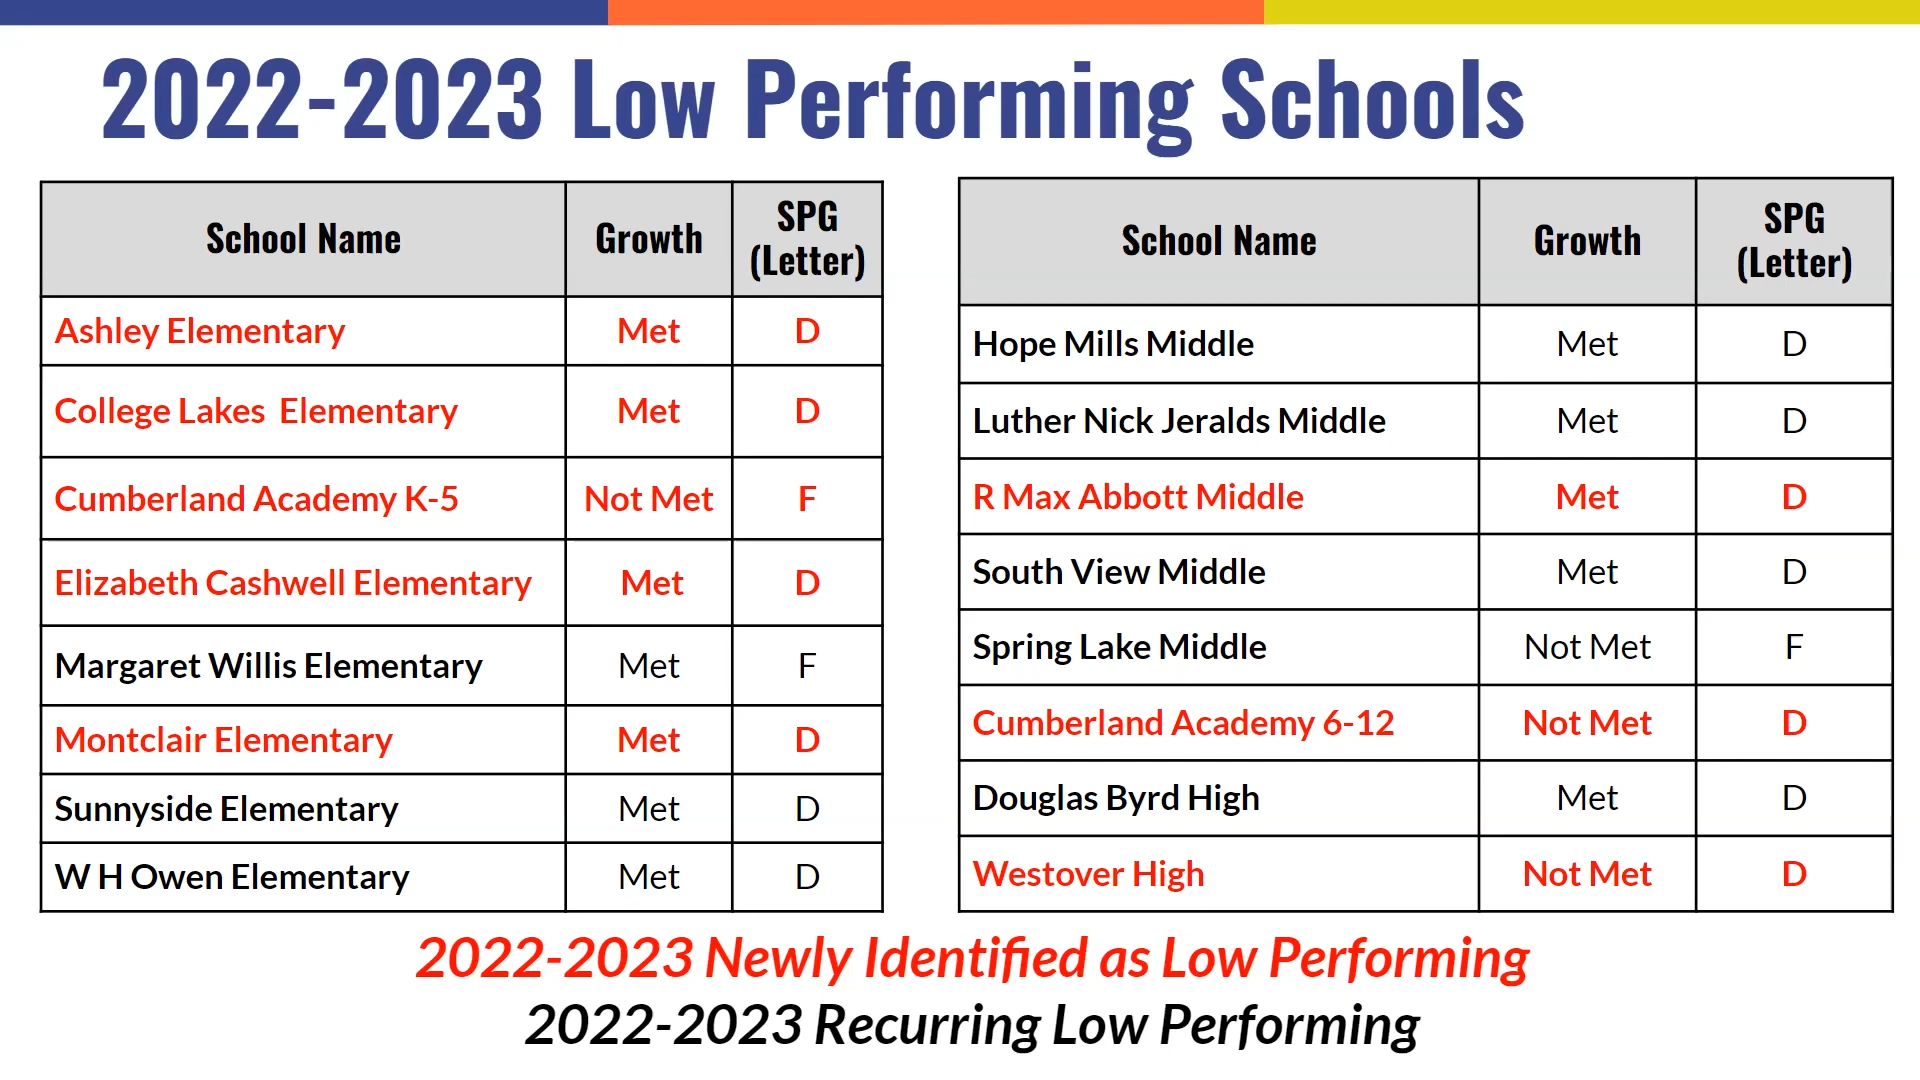 2022-2023 Low Performing Schools
School Name Growth SPG (Letter)
Ashley Elementary Met D
College Lakes Elementary Met D
Cumberland Academy K-5 Not Met F
Elizabeth Cashwell Elementary Met D
Margaret Willis Elementary Met F
Montclair Elementary Met D
Sunnyside Elementary Met D
W H Owen Elementary Met D
School Name Growth SPG (Letter)
Hope Mills Middle Met D
Luther Nick Jeralds Middle Met D
R Max Abbott Middle Met D
South View Middle Met D
Spring Lake Middle Not Met F
Cumberland Academy 6-12 Not Met D
Douglas Byrd High Met D
Westover High Not Met D
2022-2023 Newly Identified as Low Performing
2022-2023 Recurring Low Performing